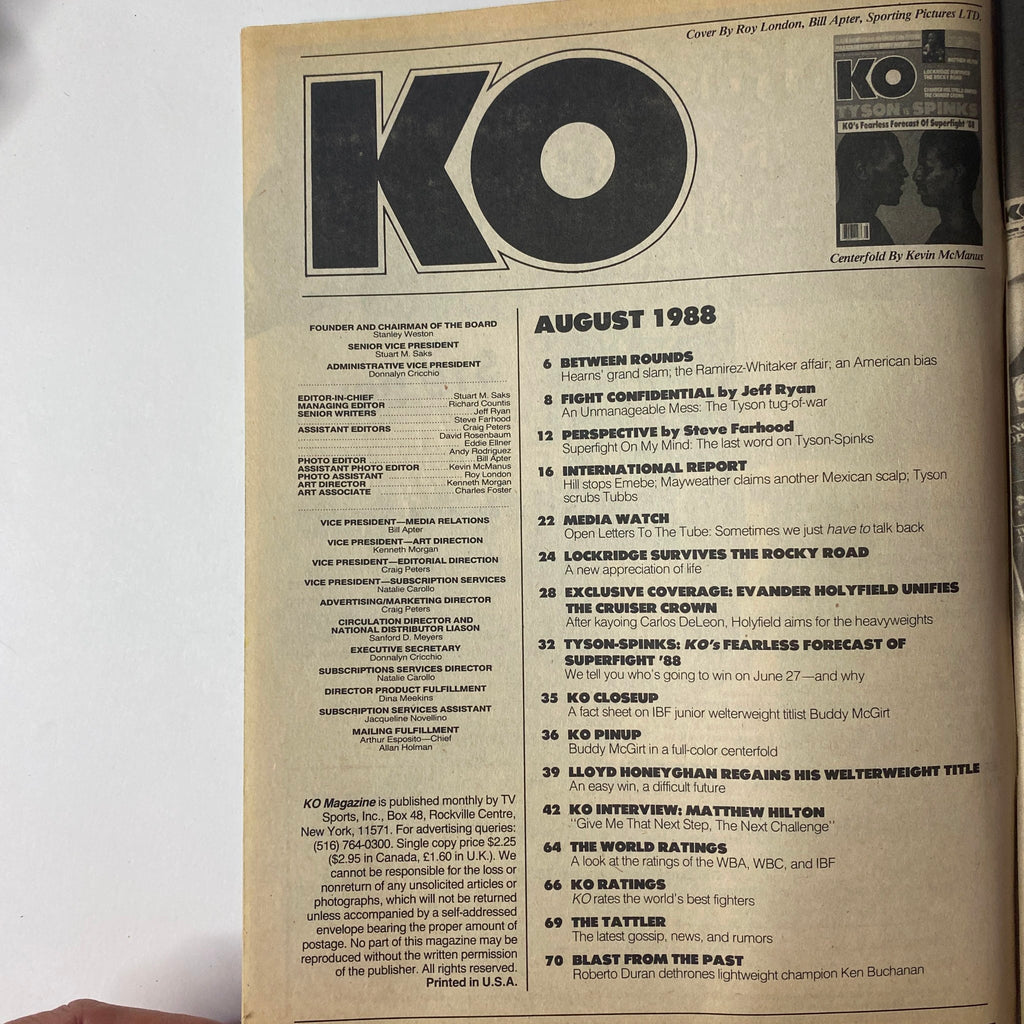 Cover By Roy London, Bill Apter, Sporting Pictures LTD.
KO
KO
TYSON vs SPINKS
KO's Fearless Forecast Of Superfight '88
Centerfold By Kevin McManus
FOUNDER AND CHAIRMAN OF THE BOARD
Stanley Weston
SENIOR VICE PRESIDENT
Stuart M. Saks
ADMINISTRATIVE VICE PRESIDENT
Donnalyn Cricchio
EDITOR-IN-CHIEF Stuart M. Saks
MANAGING EDITOR Richard Countis
SENIOR WRITERS Jeff Ryan
Steve Farhood
ASSISTANT EDITORS Craig Peters
David Rosenbaum
Eddie Ellner
Andy Rodriguez
PHOTO EDITOR Bill Apter
ASSISTANT PHOTO EDITOR Kevin McManus
PHOTO ASSISTANT Roy London
ART DIRECTOR Kenneth Morgan
ART ASSOCIATE Charles Foster
VICE PRESIDENT—MEDIA RELATIONS
Bill Apter
VICE PRESIDENT—ART DIRECTION
Kenneth Morgan
VICE PRESIDENT—EDITORIAL DIRECTION
Craig Peters
VICE PRESIDENT—SUBSCRIPTION SERVICES
Natalie Carollo
ADVERTISING/MARKETING DIRECTOR
Craig Peters
CIRCULATION DIRECTOR AND
NATIONAL DISTRIBUTOR LIASON
Sanford D. Meyers
EXECUTIVE SECRETARY
Donnalyn Cricchio
SUBSCRIPTIONS SERVICES DIRECTOR
Natalie Carollo
DIRECTOR PRODUCT FULFILLMENT
Dina Meekins
SUBSCRIPTION SERVICES ASSISTANT
Jacqueline Novellino
MAILING FULFILLMENT
Arthur Esposito—Chief
Allan Holman
KO Magazine is published monthly by TV
Sports, Inc., Box 48, Rockville Centre,
New York, 11571. For advertising queries:
(516) 764-0300. Single copy price $2.25
($2.95 in Canada, £1.60 in U.K.). We
cannot be responsible for the loss or
nonreturn of any unsolicited articles or
photographs, which will not be returned
unless accompanied by a self-addressed
envelope bearing the proper amount of
postage. No part of this magazine may be
reproduced without the written permission
of the publisher. All rights reserved.
Printed in U.S.A.
AUGUST 1988
6 BETWEEN ROUNDS
Hearns' grand slam; the Ramirez-Whitaker affair; an American bias
8 FIGHT CONFIDENTIAL by Jeff Ryan
An Unmanageable Mess: The Tyson tug-of-war
12 PERSPECTIVE by Steve Farhood
Superfight On My Mind: The last word on Tyson-Spinks
16 INTERNATIONAL REPORT
Hill stops Emebe; Mayweather claims another Mexican scalp; Tyson
scrubs Tubbs
22 MEDIA WATCH
Open Letters To The Tube: Sometimes we just have to talk back
24 LOCKRIDGE SURVIVES THE ROCKY ROAD
A new appreciation of life
28 EXCLUSIVE COVERAGE: EVANDER HOLYFIELD UNIFIES
THE CRUISER CROWN
After kayoing Carlos DeLeon, Holyfield aims for the heavyweights
32 TYSON-SPINKS: KO's FEARLESS FORECAST OF
SUPERFIGHT '88
We tell you who's going to win on June 27—and why
35 KO CLOSEUP
A fact sheet on IBF junior welterweight titlist Buddy McGirt
36 KO PINUP
Buddy McGirt in a full-color centerfold
39 LLOYD HONEYGHAN REGAINS HIS WELTERWEIGHT TITLE
An easy win, a difficult future
42 KO INTERVIEW: MATTHEW HILTON
"Give Me That Next Step, The Next Challenge"
64 THE WORLD RATINGS
A look at the ratings of the WBA, WBC, and IBF
66 KO RATINGS
KO rates the world's best fighters
69 THE TATTLER
The latest gossip, news, and rumors
70 BLAST FROM THE PAST
Roberto Duran dethrones lightweight champion Ken Buchanan